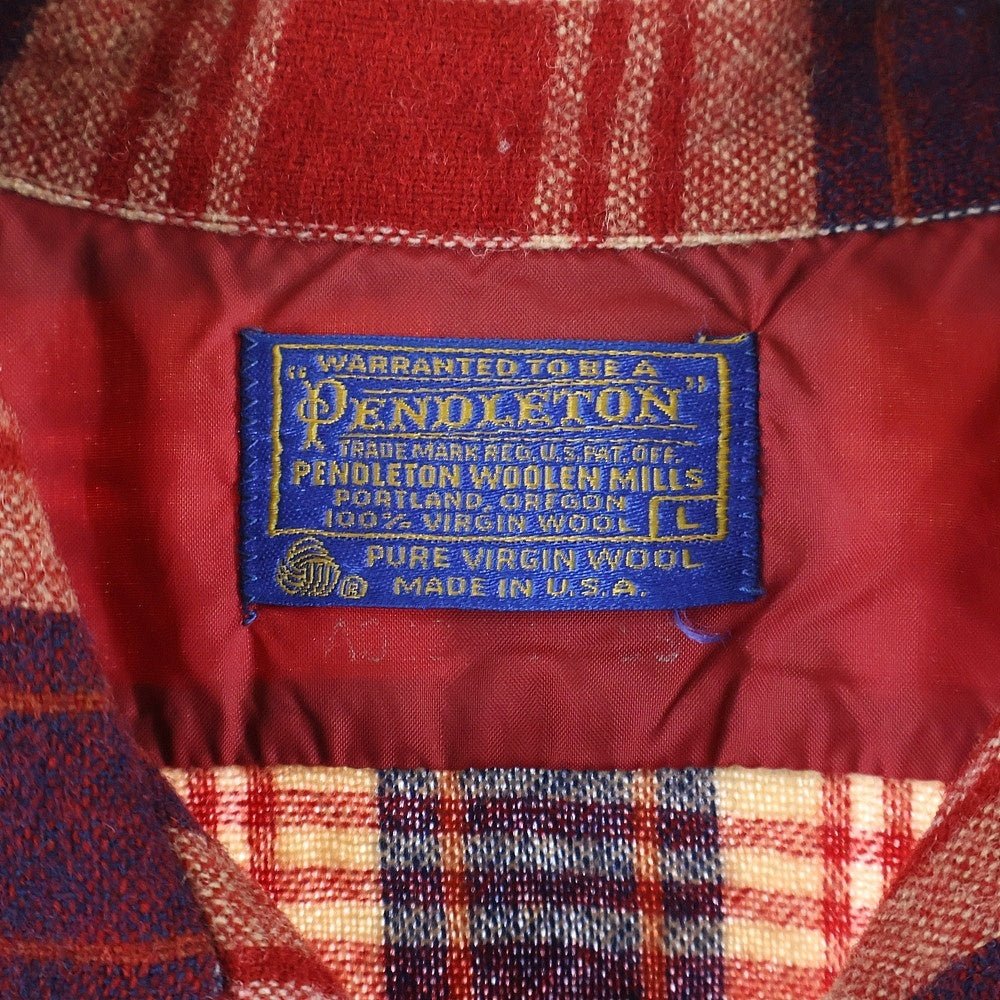 WARRANTED TO BE A
"PENDLETON"
TRADE MARK REG. U.S. PAT. OFF.
PENDLETON WOOLEN MILLS
PORTLAND, OREGON
100% VIRGIN WOOL L
PURE VIRGIN WOOL
® MADE IN U.S.A.